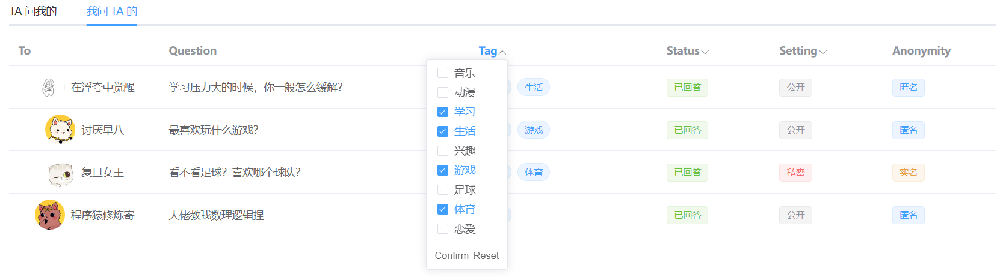 TA 问我的 我问 TA 的
To Question Tag Status Setting Anonymity
在浮夸中觉醒 学习压力大的时候，你一般怎么缓解？ 生活 已回答 公开 匿名
讨厌早八 最喜欢玩什么游戏？ 游戏 已回答 公开 匿名
复旦女王 看不看足球？喜欢哪个球队？ 体育 已回答 私密 实名
程序猿修炼寄 大佬教我数理逻辑捏 已回答 公开 匿名
音乐
动漫
学习
生活
兴趣
游戏
足球
体育
恋爱
Confirm Reset